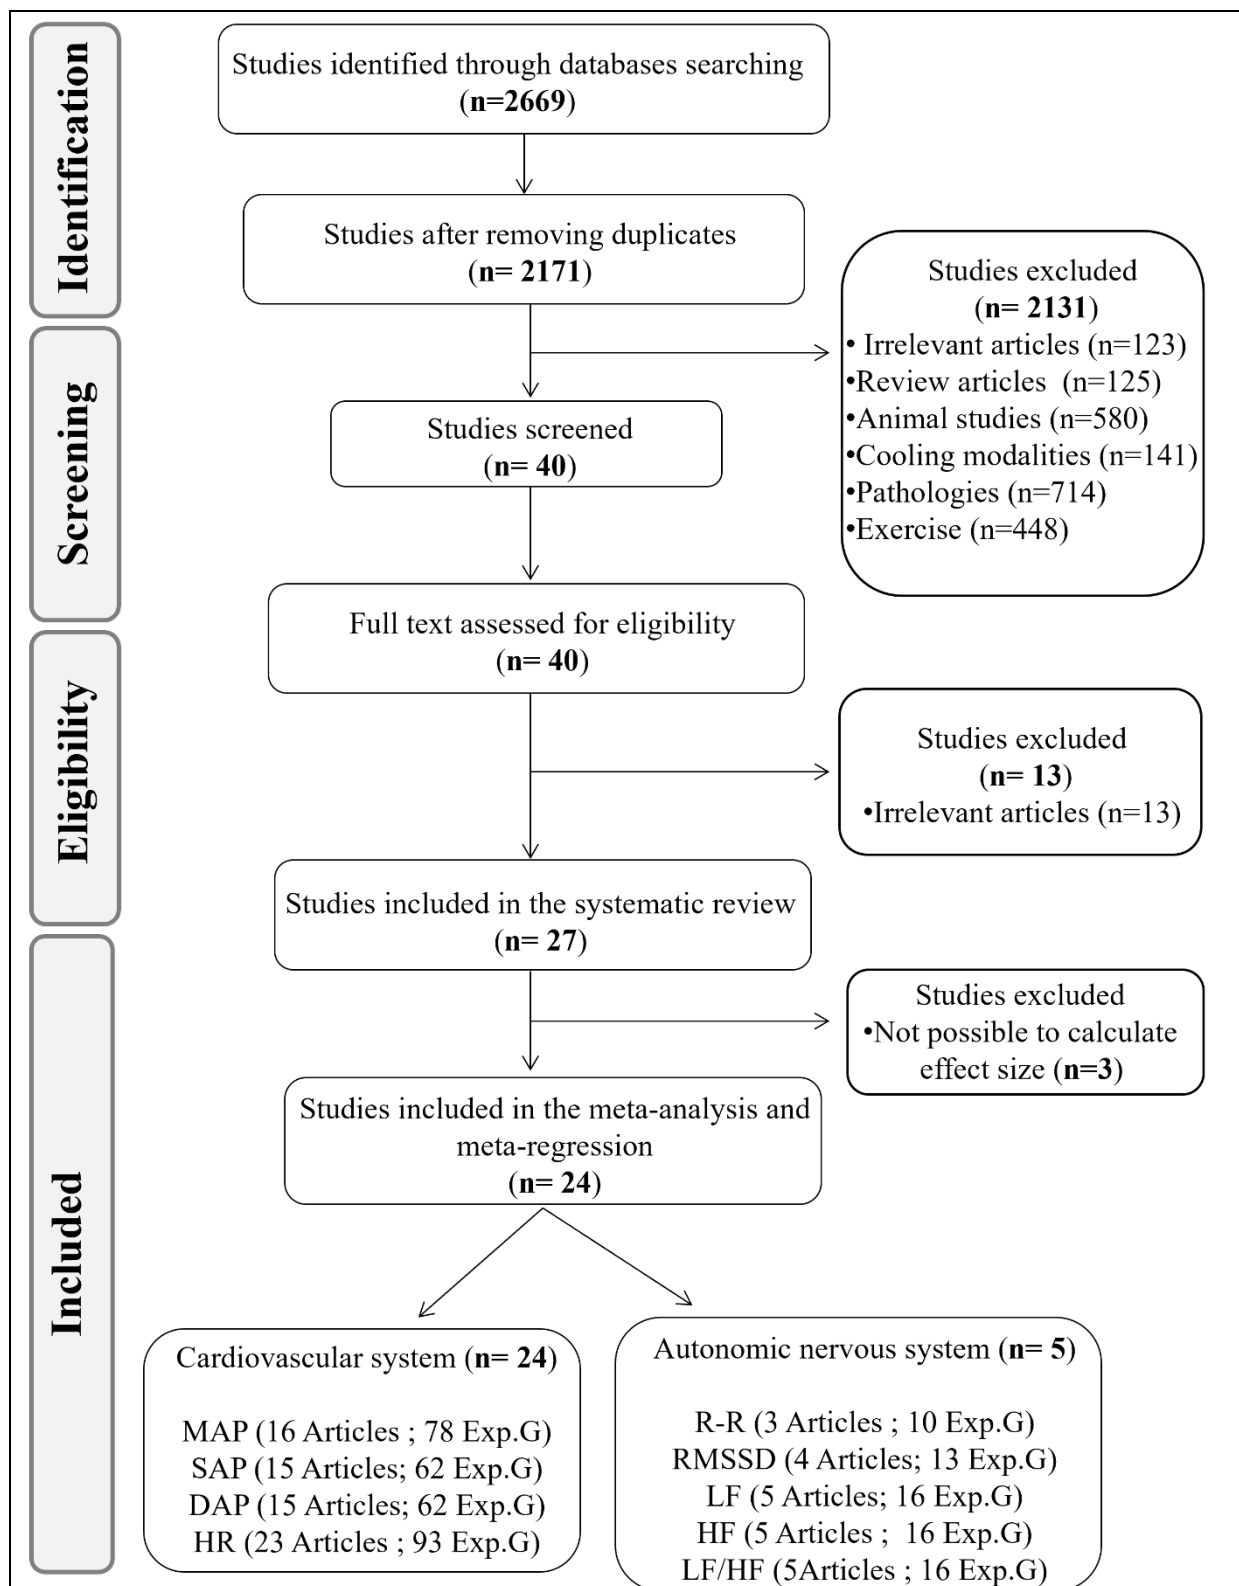 Identification
Studies identified through databases searching
(n=2669)
Studies after removing duplicates
(n= 2171)
Studies excluded
(n= 2131)
• Irrelevant articles (n=123)
•Review articles  (n=125)
•Animal studies (n=580)
•Cooling modalities (n=141)
•Pathologies (n=714)
•Exercise (n=448)
Screening
Studies screened
(n= 40)
Full text assessed for eligibility
(n= 40)
Eligibility
Studies excluded
(n= 13)
•Irrelevant articles (n=13)
Studies included in the systematic review
(n= 27)
Included
Studies excluded
•Not possible to calculate
effect size (n=3)
Studies included in the meta-analysis and
meta-regression
(n= 24)
Cardiovascular system (n= 24)
MAP (16 Articles ; 78 Exp.G)
SAP (15 Articles; 62 Exp.G)
DAP (15 Articles; 62 Exp.G)
HR (23 Articles ; 93 Exp.G)
Autonomic nervous system (n= 5)
R-R (3 Articles ; 10 Exp.G)
RMSSD (4 Articles; 13 Exp.G)
LF (5 Articles; 16 Exp.G)
HF (5 Articles ;  16 Exp.G)
LF/HF (5Articles ; 16 Exp.G)